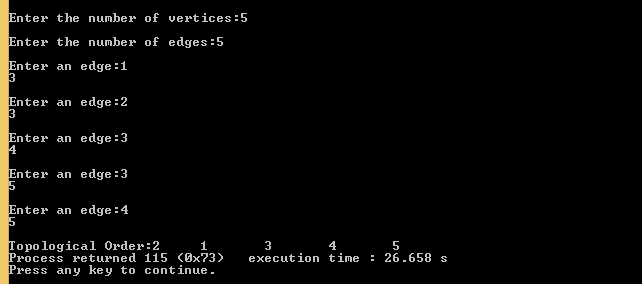 Enter the number of vertices:5
Enter the number of edges:5
Enter an edge:1
3
Enter an edge:2
3
Enter an edge:3
4
Enter an edge:3
5
Enter an edge:4
5
Topological Order:2     1       3       4       5
Process returned 115 (0x73)   execution time : 26.658 s
Press any key to continue.